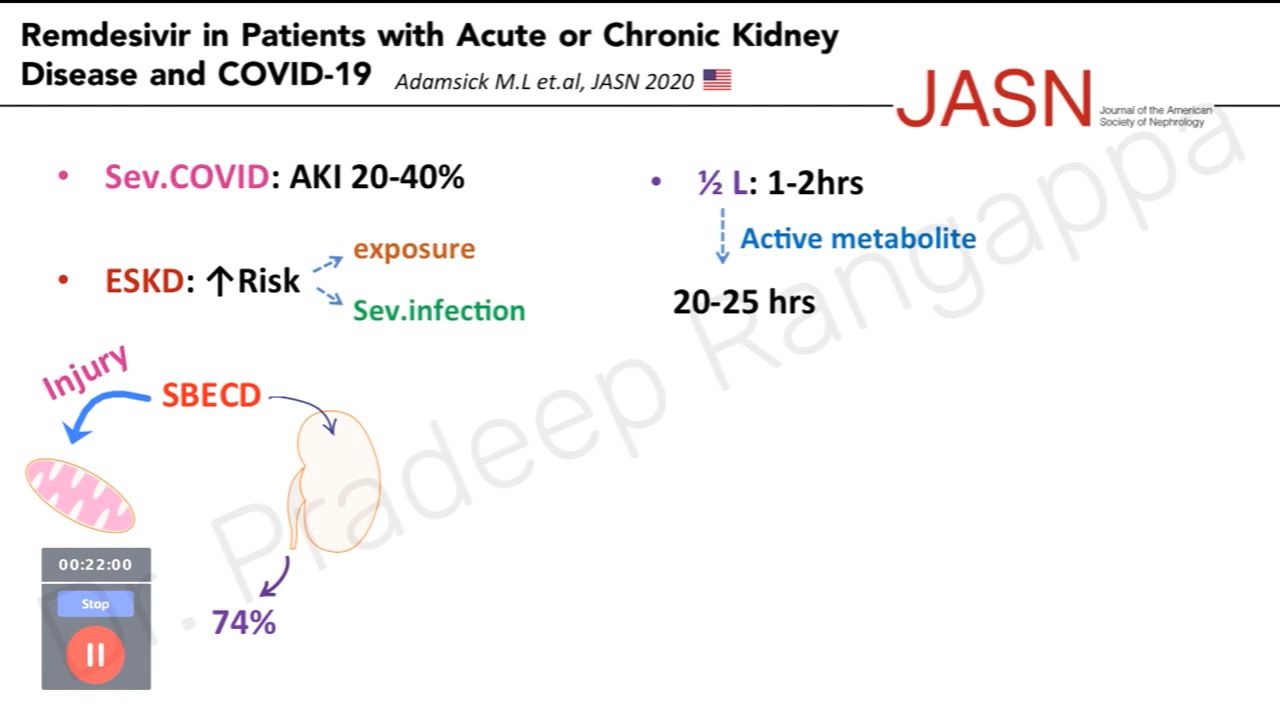 Remdesivir in Patients with Acute or Chronic Kidney
Disease and COVID-19 Adamsick M.L et.al, JASN 2020
JASN Journal of the American
Society of Nephrology
• Sev.COVID: AKI 20-40%
• ESKD: ↑Risk
exposure
Sev.infection
Injury
SBECD
74%
• ½ L: 1-2hrs
Active metabolite
20-25 hrs
00:22:00
Stop
Dr. Pradeep Rangappa